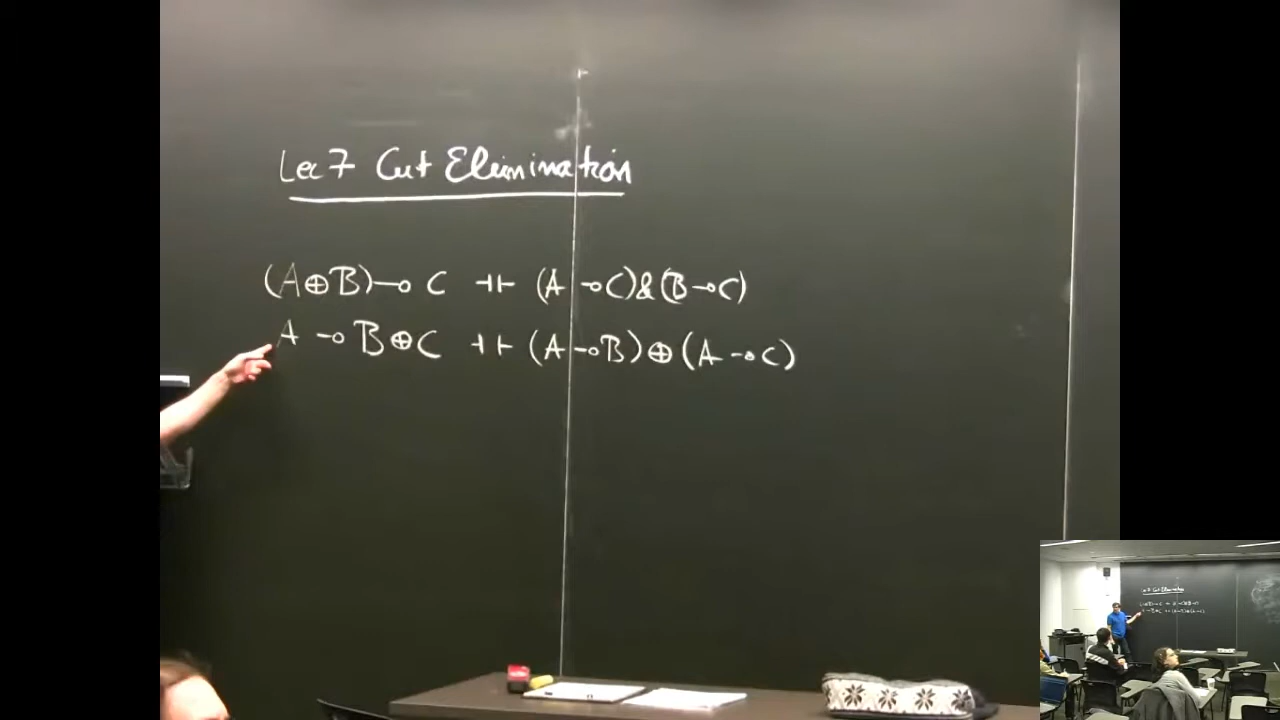 Lec 7 Cut Elimination
(A⊕B)⊸C ⊣⊢ (A⊸C)&(B⊸C)
A⊸B⊕C ⊣⊢ (A⊸B)⊕(A⊸C)